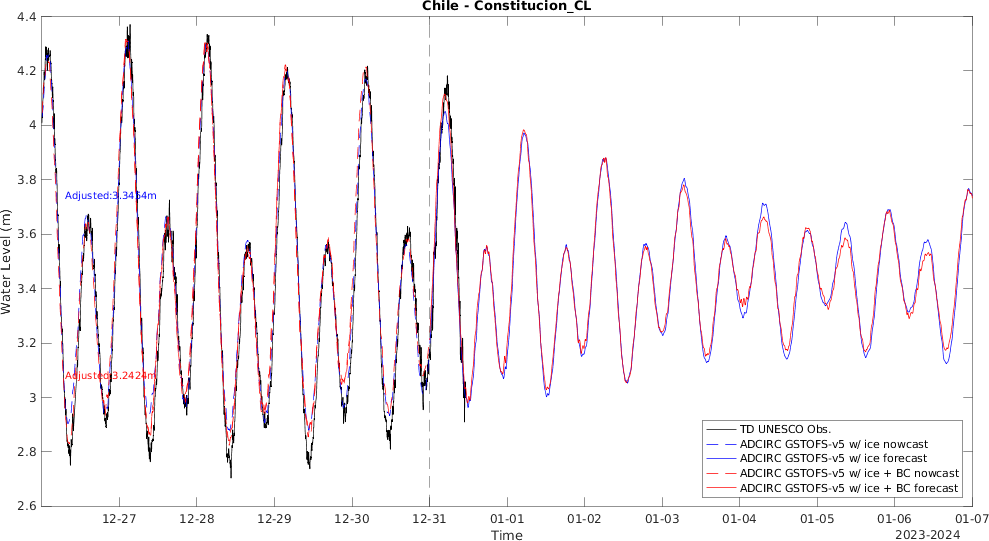 Chile - Constitucion_CL
4.4
4.2
4
3.8
3.6
3.4
3.2
3
2.8
2.6
Water Level (m)
Adjusted:3.3454m
Adjusted:3.2424m
TD UNESCO Obs.
ADCIRC GSTOFS-v5 w/ ice nowcast
ADCIRC GSTOFS-v5 w/ ice forecast
ADCIRC GSTOFS-v5 w/ ice + BC nowcast
ADCIRC GSTOFS-v5 w/ ice + BC forecast
12-27 12-28 12-29 12-30 12-31 01-01 01-02 01-03 01-04 01-05 01-06 01-07
Time
2023-2024